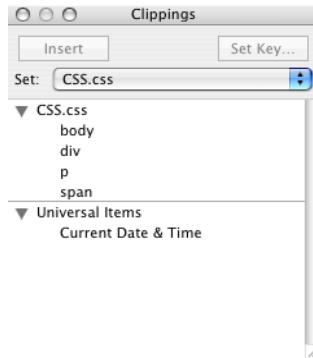 Clippings
Insert Set Key...
Set: CSS.css
CSS.css
body
div
p
span
Universal Items
Current Date & Time